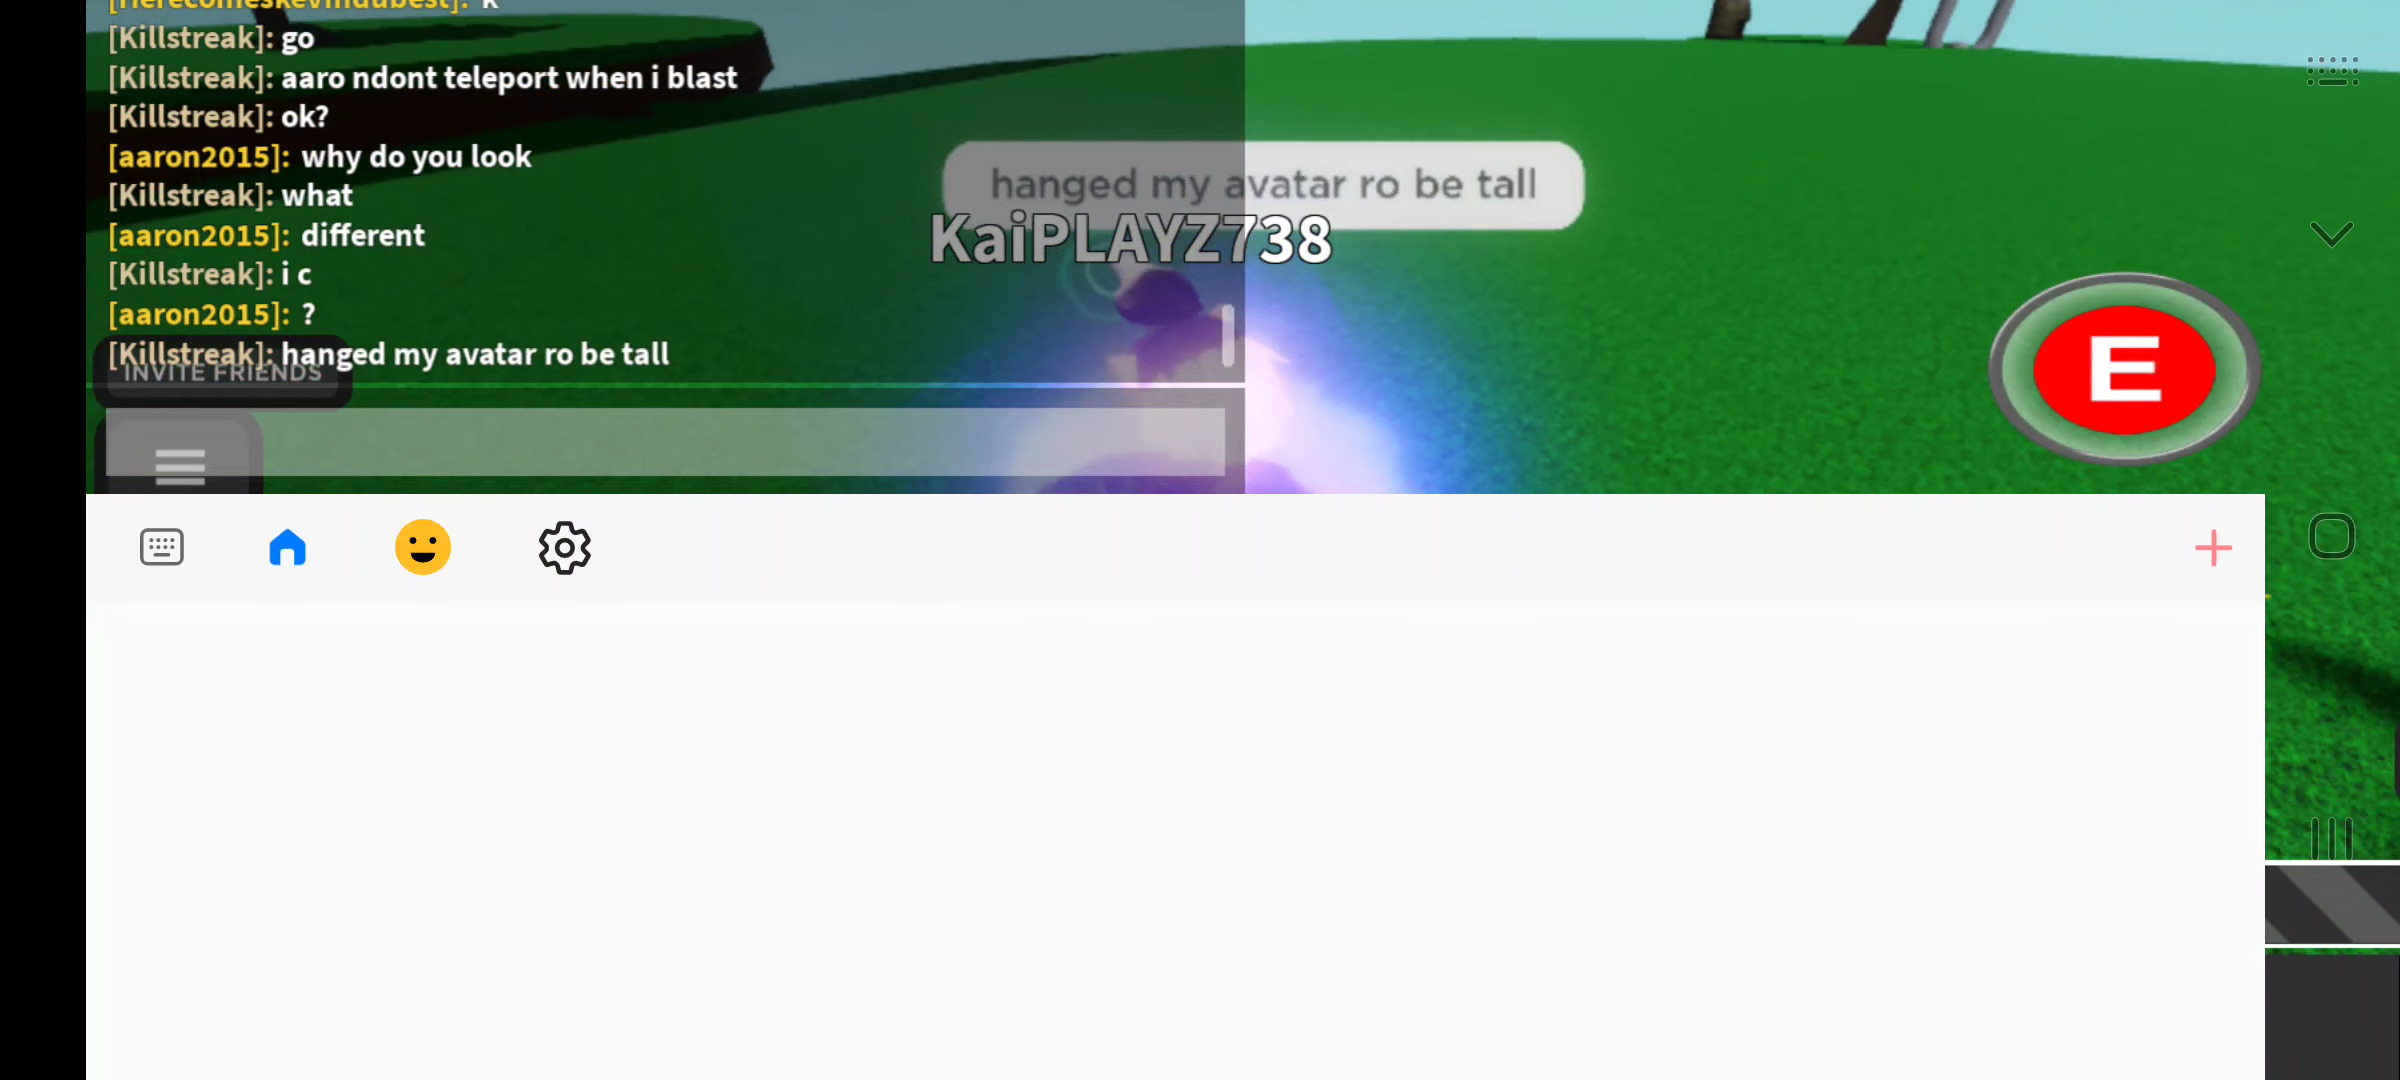 [Herecomeskevindubest]: k
[Killstreak]: go
[Killstreak]: aaro ndont teleport when i blast
[Killstreak]: ok?
[aaron2015]: why do you look
[Killstreak]: what
[aaron2015]: different
[Killstreak]: i c
[aaron2015]: ?
[Killstreak]: hanged my avatar ro be tall
INVITE FRIENDS
hanged my avatar ro be tall
KaiPLAYZ738
E